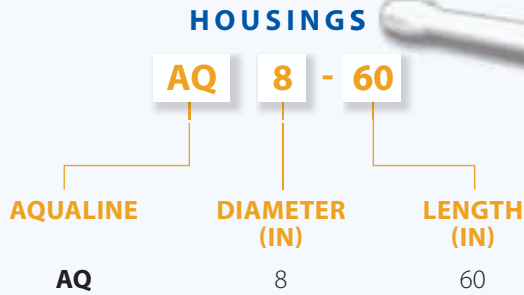 HOUSINGS
AQ 8 - 60
AQUALINE DIAMETER (IN) LENGTH (IN)
AQ 8 60